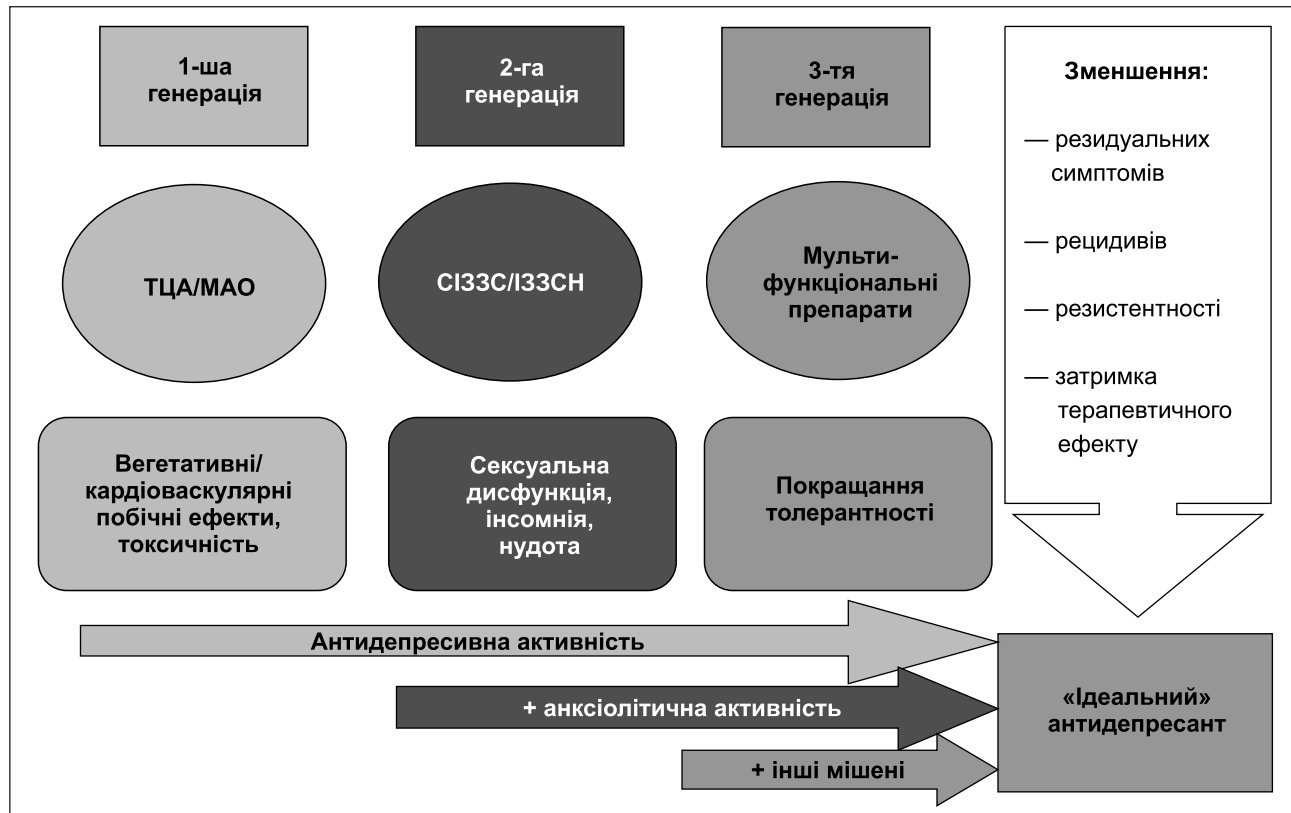 1-ша
генерація
2-га
генерація
3-тя
генерація
Зменшення:
— резидуальних
симптомів
— рецидивів
— резистентності
— затримка
терапевтичного
ефекту
ТЦА/МАО
СІЗЗС/ІЗЗСН
Мульти-
функціональні
препарати
Вегетативні/
кардіоваскулярні
побічні ефекти,
токсичність
Сексуальна
дисфункція,
інсомнія,
нудота
Покращання
толерантності
Антидепресивна активність
+ анксіолітична активність
+ інші мішені
«Ідеальний»
антидепресант